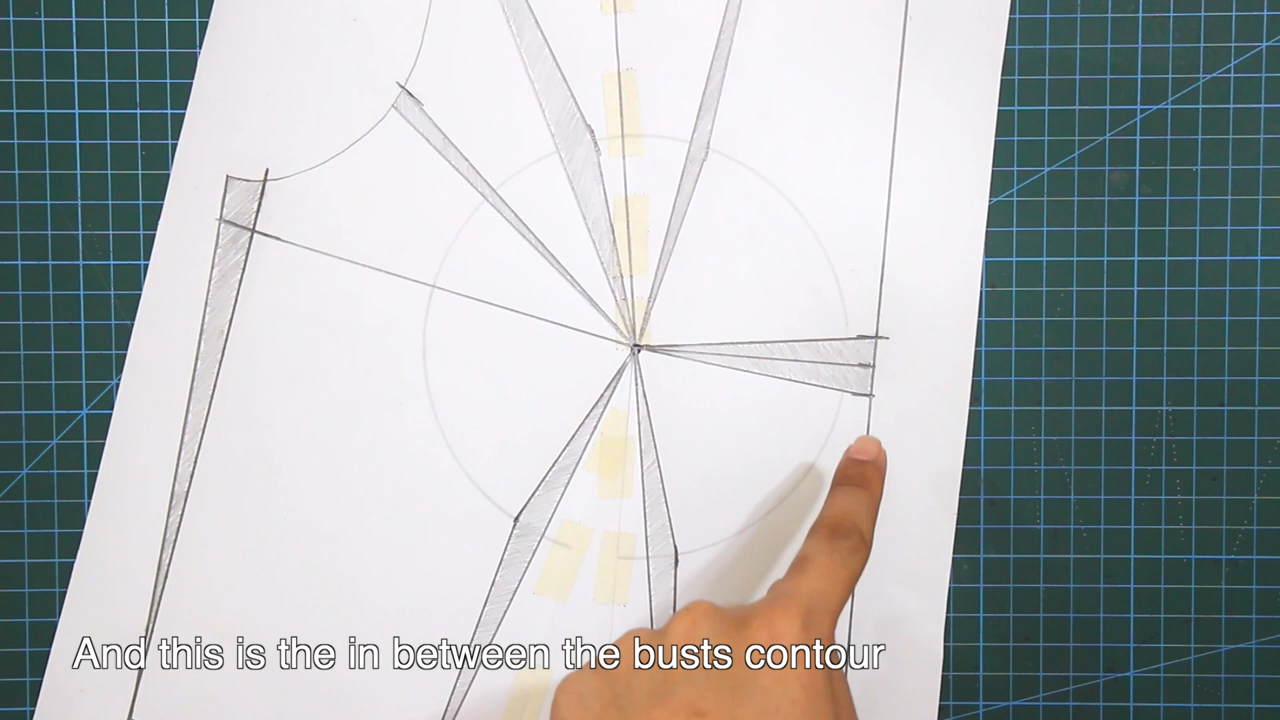 And this is the in between the busts contour